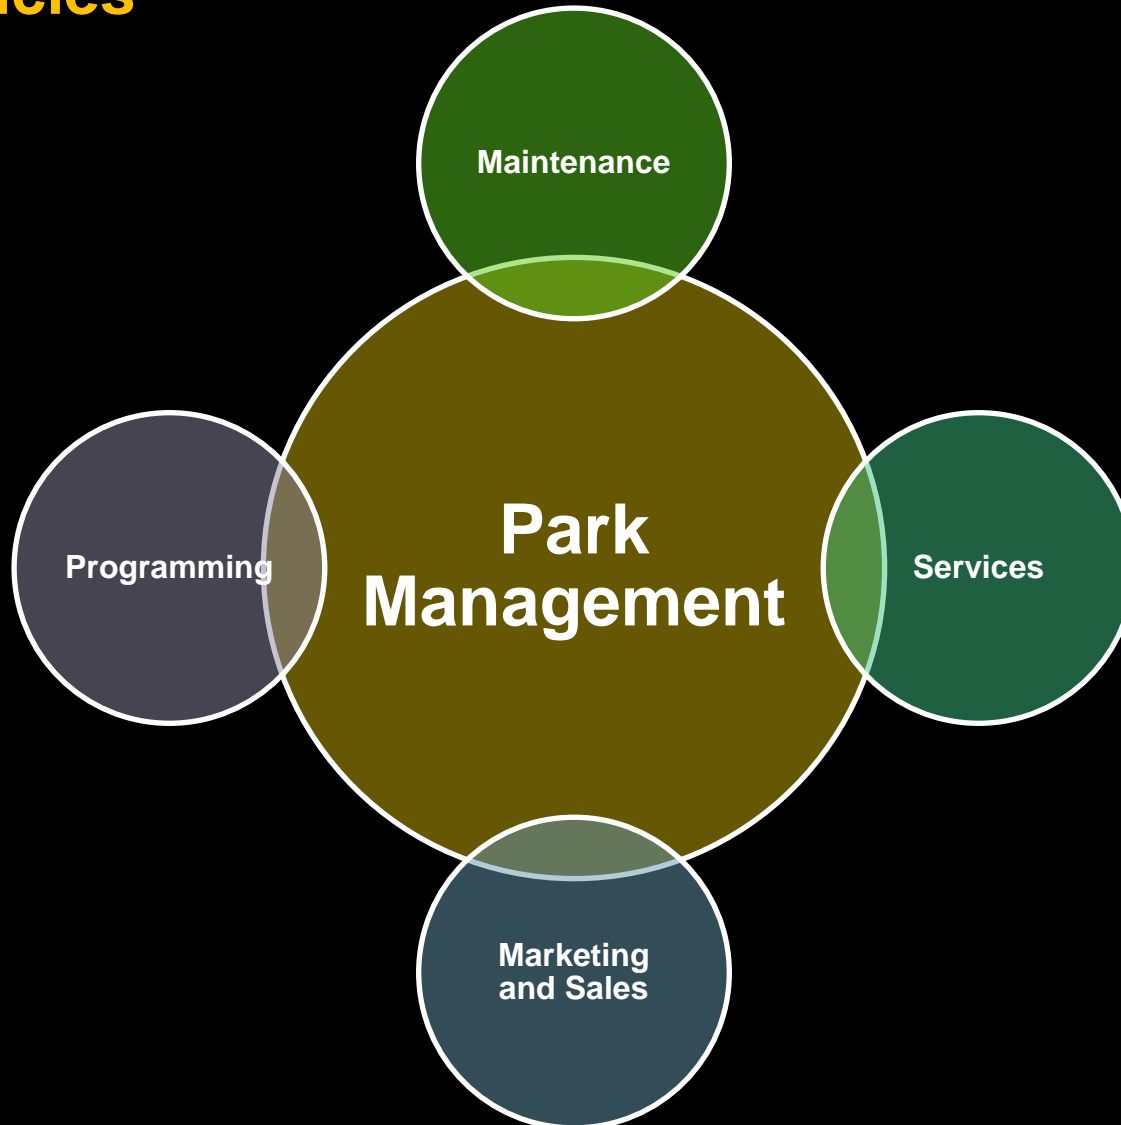 Maintenance
Programming
Park
Management
Services
Marketing
and Sales